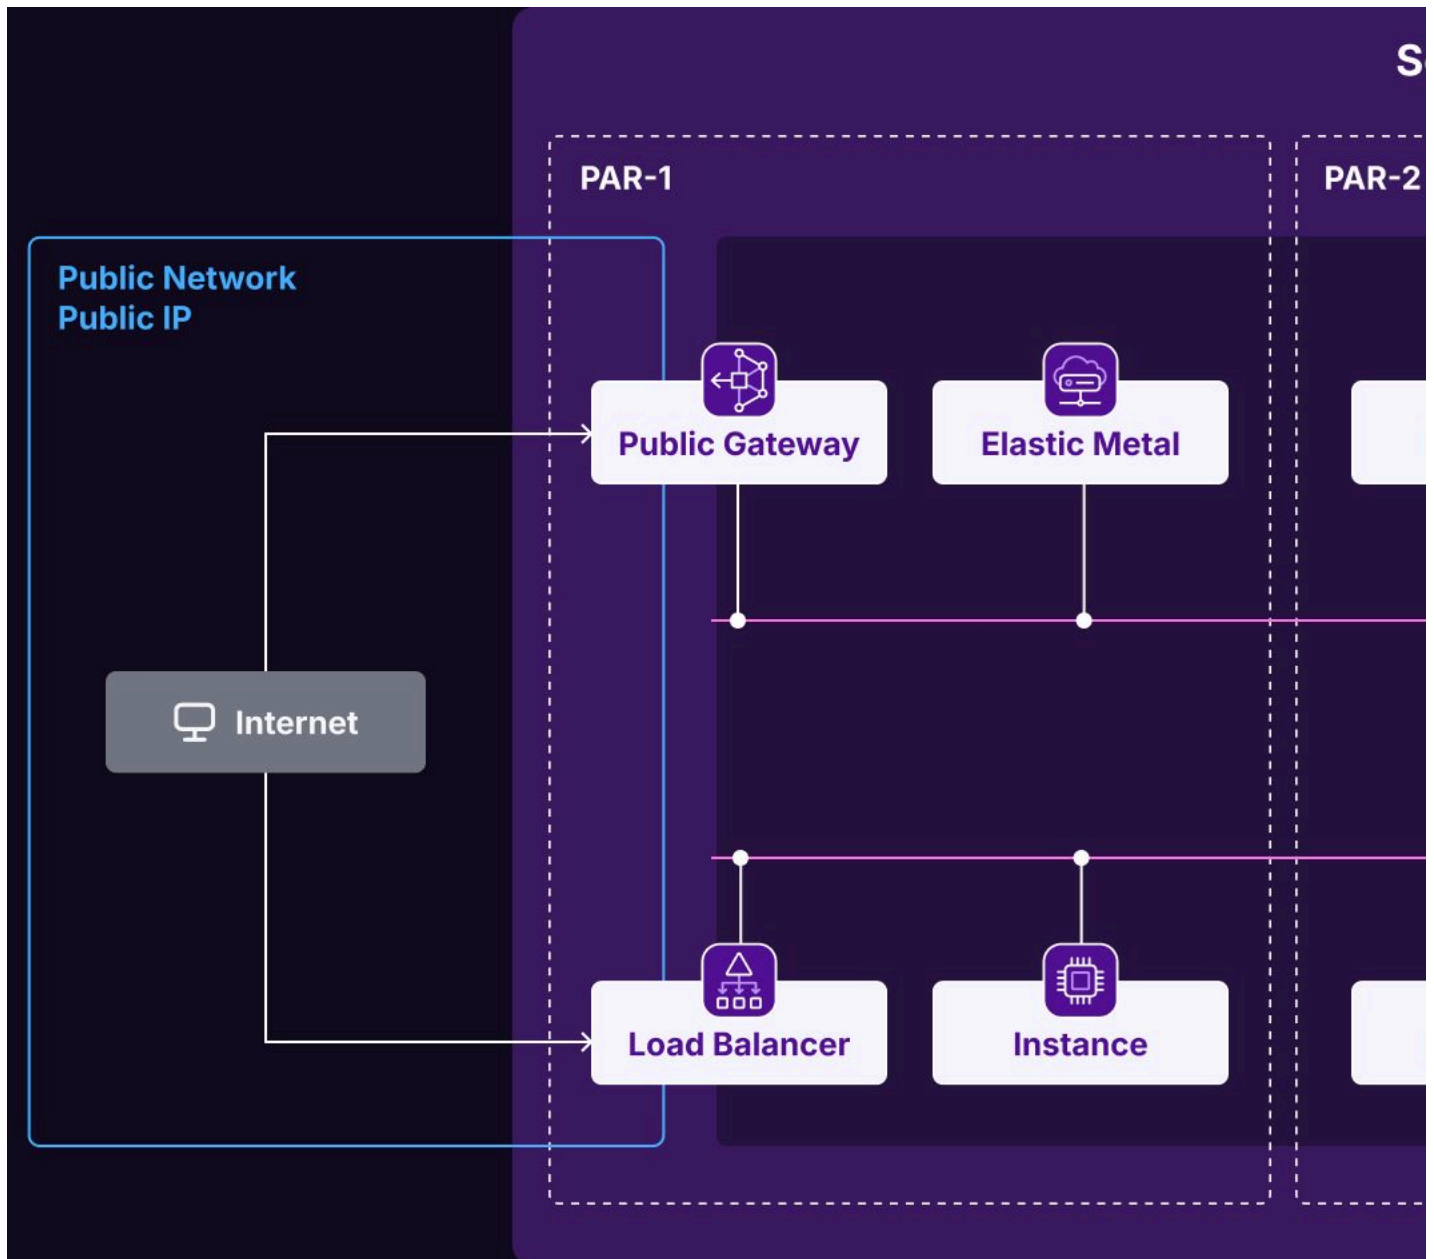 PAR-1
PAR-2
Public Network
Public IP
Public Gateway
Elastic Metal
Internet
Load Balancer
Instance